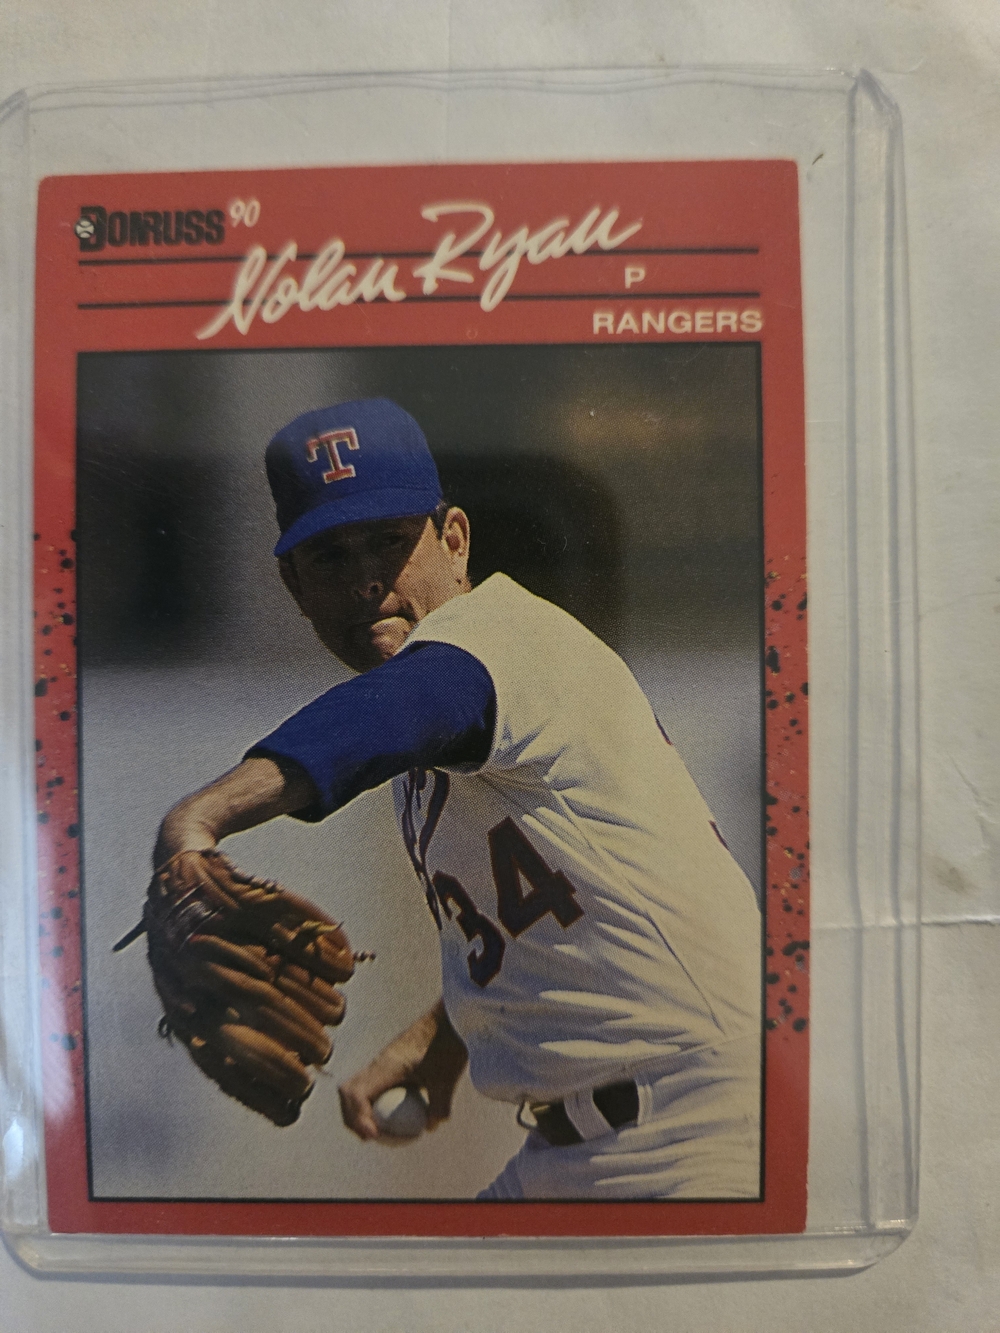 DONRUSS 90
Nolan Ryan
P
RANGERS
T
34